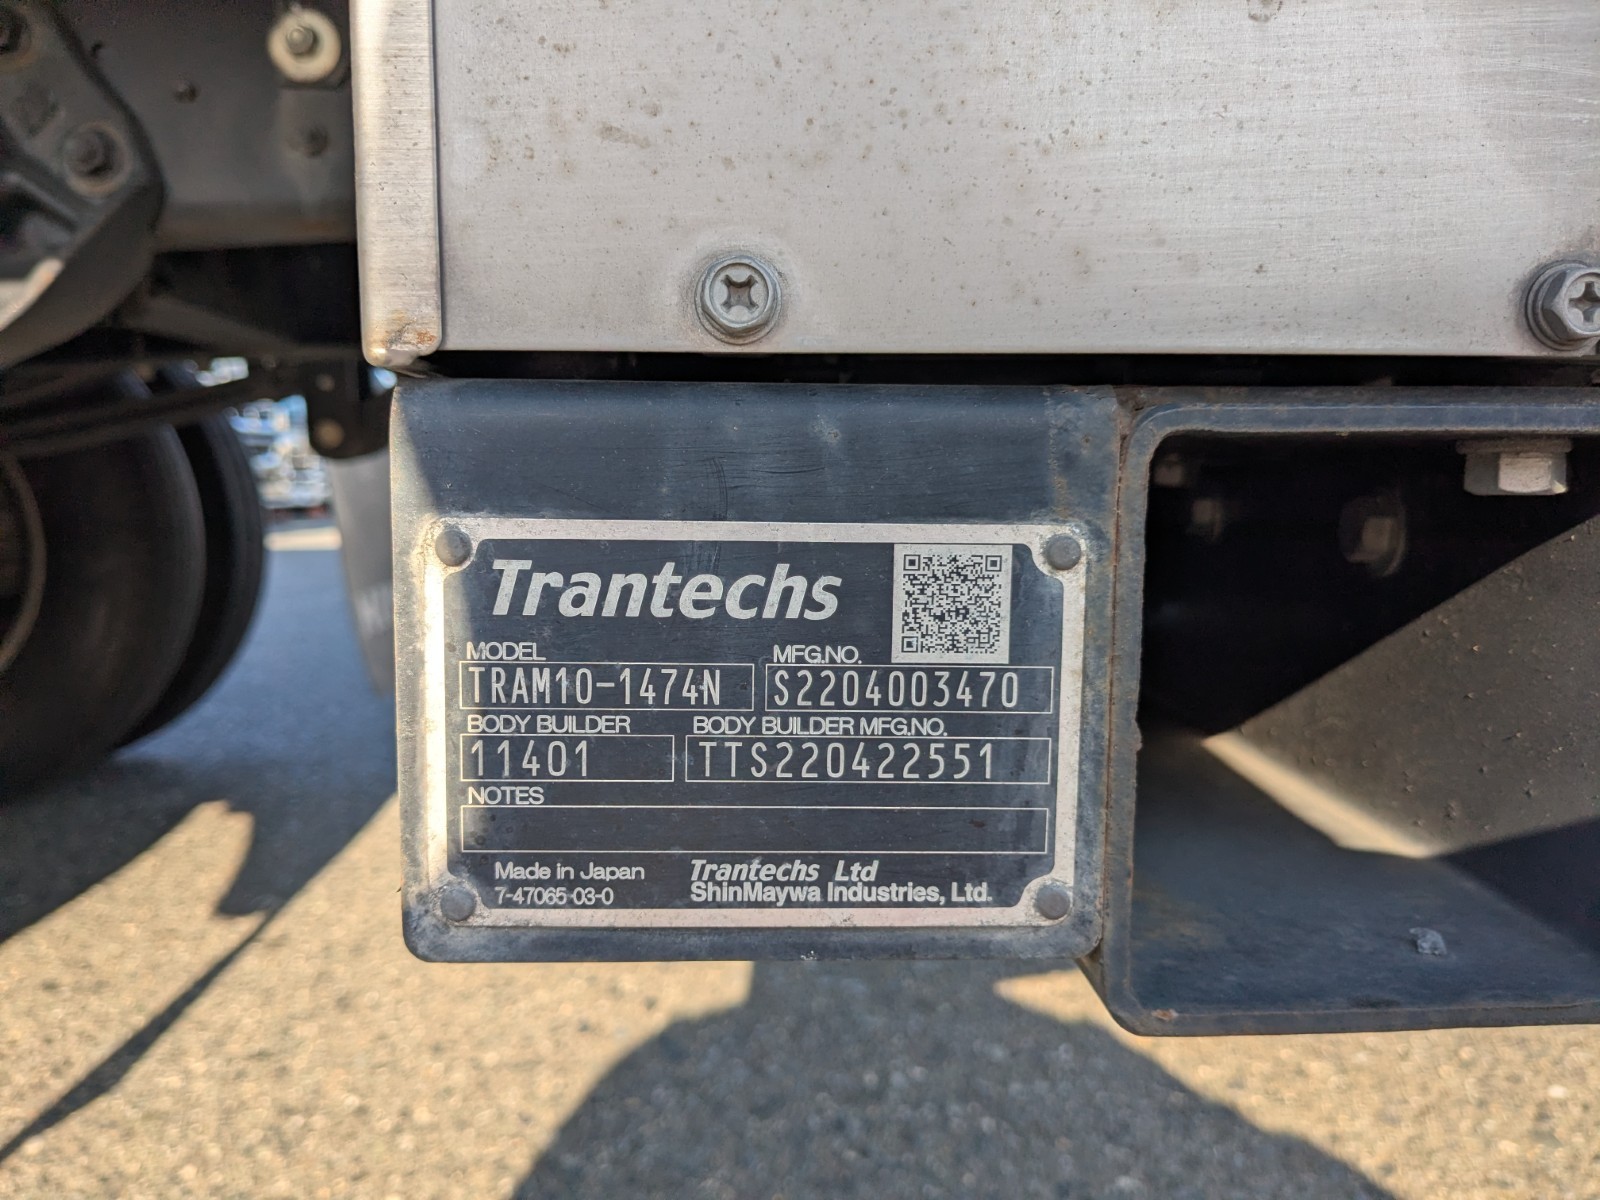 Trantechs
MODEL MFG.NO.
TRAM10-1474N S2204003470
BODY BUILDER BODY BUILDER MFG.NO.
11401 TTS220422551
NOTES
Made in Japan Trantechs Ltd
7-47065-03-0 ShinMaywa Industries, Ltd.